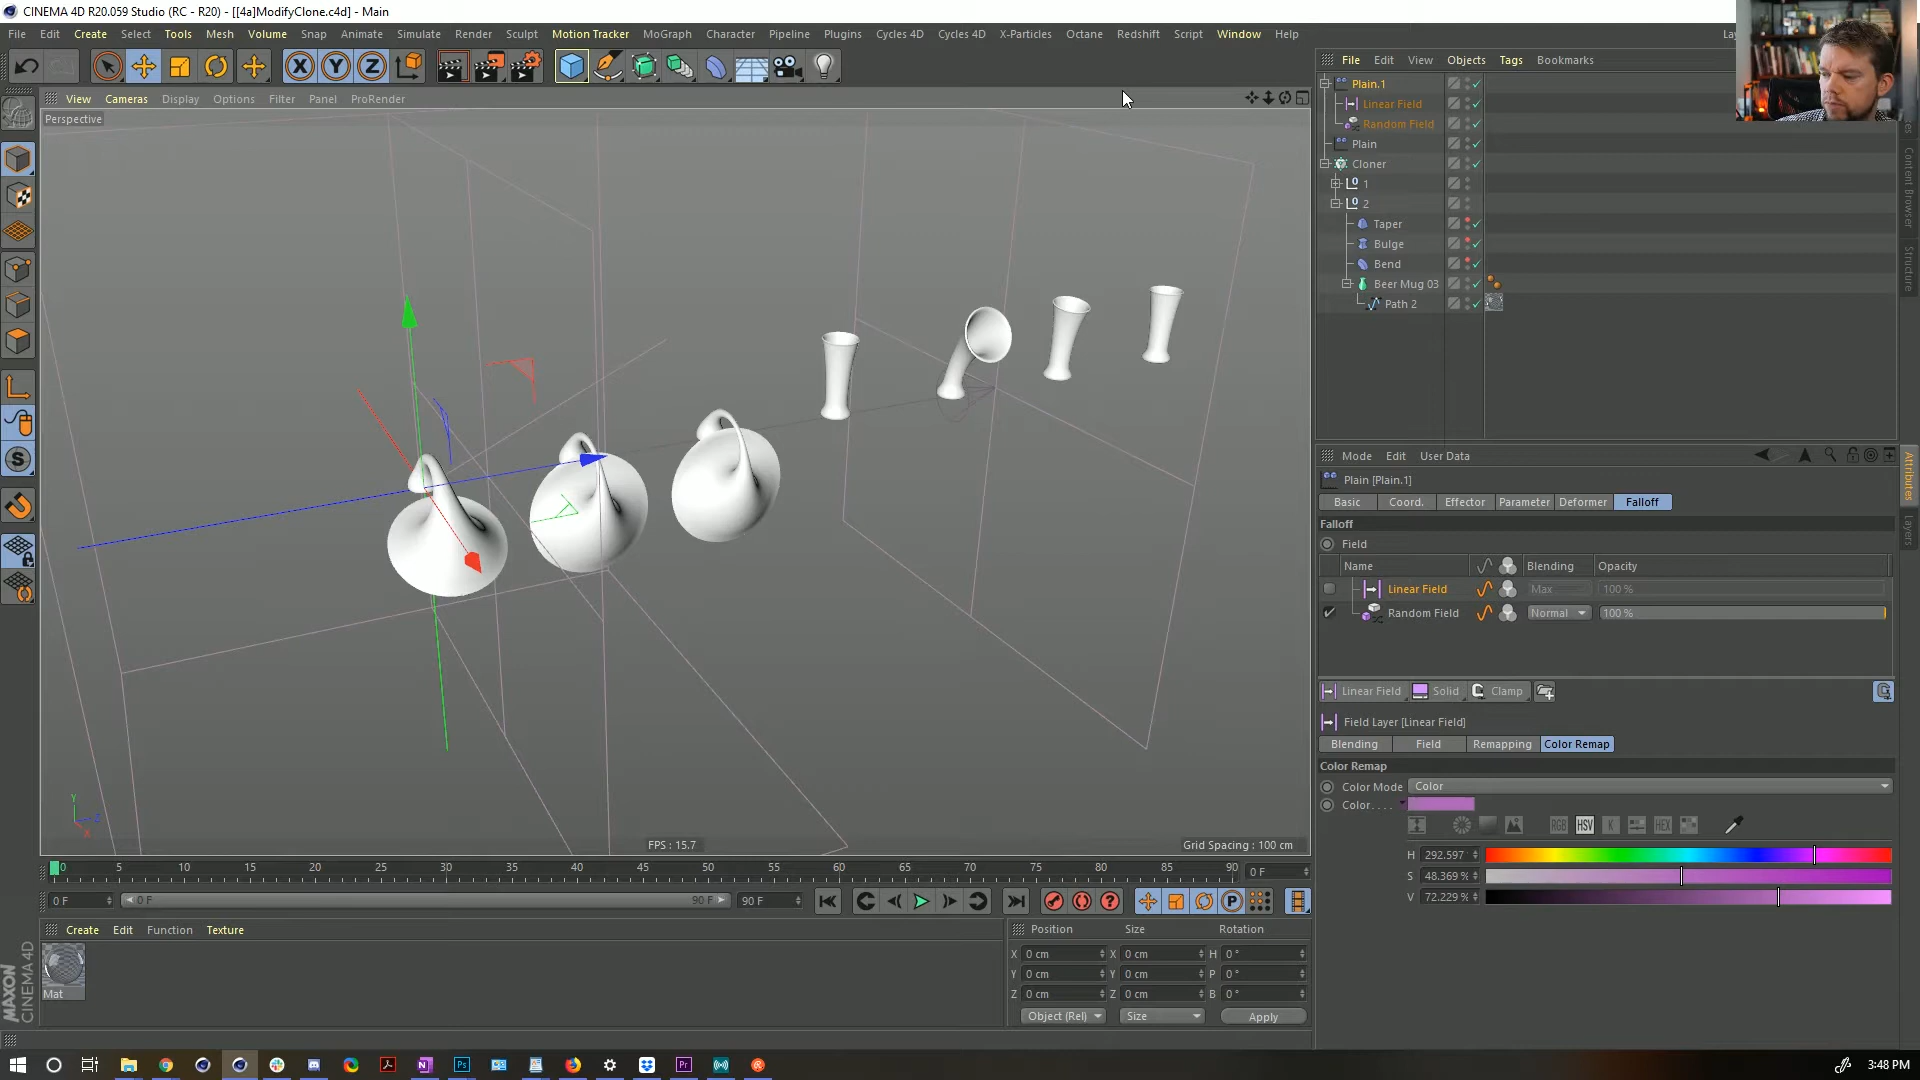 CINEMA 4D R20.059 Studio (RC - R20) - [[4a]ModifyClone.c4d] - Main
File Edit Create Select Tools Mesh Volume Snap Animate Simulate Render Sculpt Motion Tracker MoGraph Character Pipeline Plugins Cycles 4D Cycles 4D X-Particles Octane Redshift Script Window Help
X Y Z
File Edit View Objects Tags Bookmarks
View Cameras Display Options Filter Panel ProRender
Perspective
Plain.1
Linear Field
Random Field
Plain
Cloner
1
2
Taper
Bulge
Bend
Beer Mug 03
Path 2
Content Browser
Structure
Mode Edit User Data
Attributes
Layers
Plain [Plain.1]
Basic Coord. Effector Parameter Deformer Falloff
Falloff
Field
Name Blending Opacity
Linear Field Max 100 %
Random Field Normal 100 %
Linear Field Solid Clamp
Field Layer [Linear Field]
Blending Field Remapping Color Remap
Color Remap
Color Mode Color
Color. . . .
RGB HSV K HEX
H 292.597 °
S 48.369 %
V 72.229 %
Y
Z
X
FPS : 15.7
Grid Spacing : 100 cm
0 5 10 15 20 25 30 35 40 45 50 55 60 65 70 75 80 85 90 0 F
0 F 0 F 90 F 90 F
P
Create Edit Function Texture
Mat
MAXON CINEMA 4D
Position Size Rotation
X 0 cm X 0 cm H 0 °
Y 0 cm Y 0 cm P 0 °
Z 0 cm Z 0 cm B 0 °
Object (Rel) Size Apply
3:48 PM